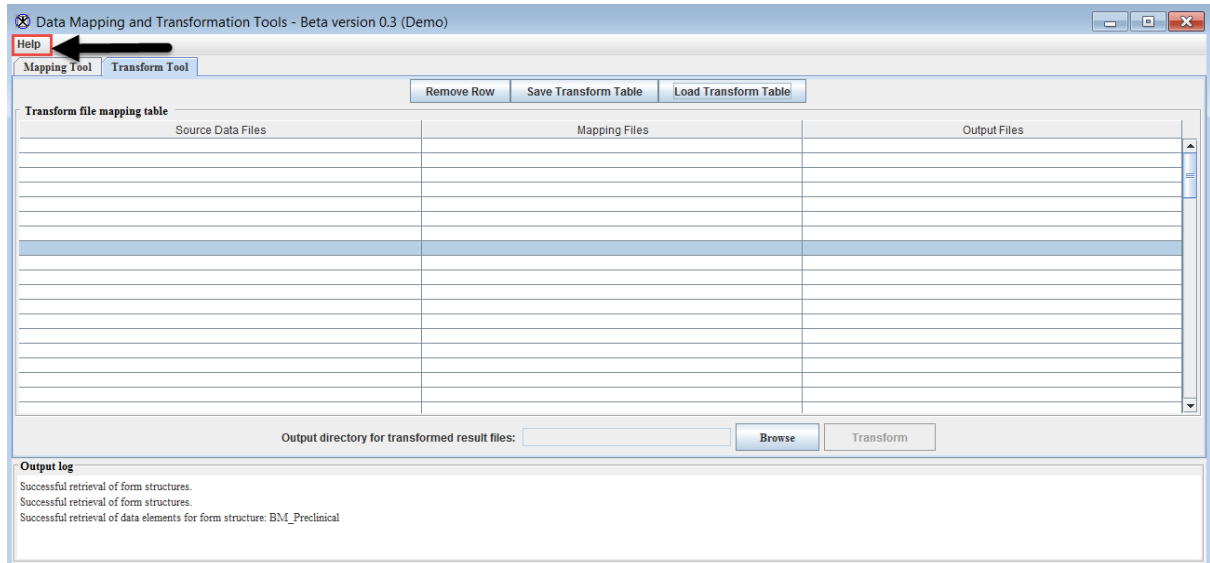 Data Mapping and Transformation Tools - Beta version 0.3 (Demo)
Help
Mapping Tool Transform Tool
Remove Row Save Transform Table Load Transform Table
Transform file mapping table
Source Data Files Mapping Files Output Files
Output directory for transformed result files: Browse Transform
Output log
Successful retrieval of form structures.
Successful retrieval of form structures.
Successful retrieval of data elements for form structure: BM_Preclinical